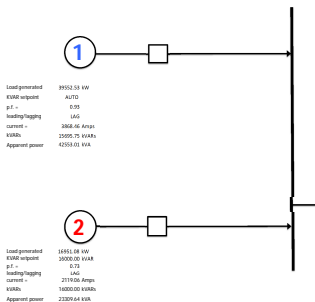 1
Load generated 39552.53 kW
KVAR setpoint AUTO
p.f. = 0.93
leading/lagging LAG
current = 3868.46 Amps
kVARs 15695.75 kVARs
Apparent power 42553.01 kVA
2
Load generated 16951.08 kW
KVAR setpoint 16000.00 kVAR
p.f. = 0.73
leading/lagging LAG
current = 2119.06 Amps
kVARs 16000.00 kVARs
Apparent power 23309.64 kVA